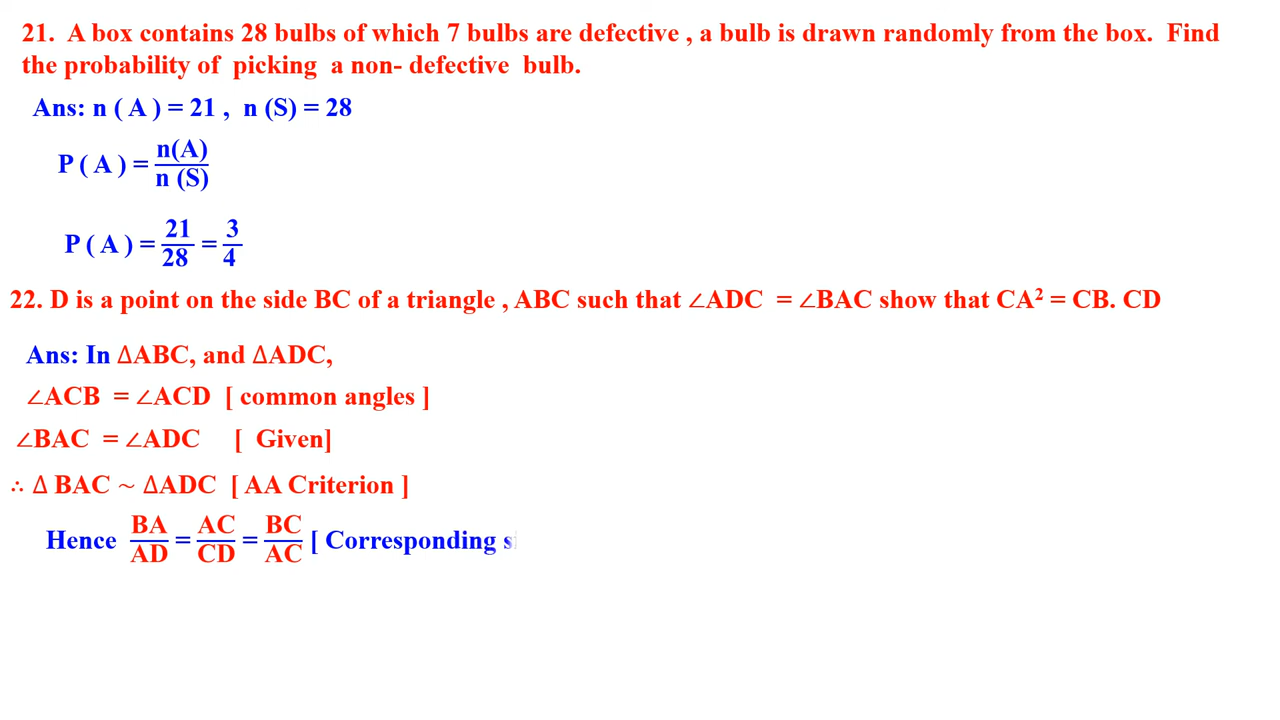 21. A box contains 28 bulbs of which 7 bulbs are defective , a bulb is drawn randomly from the box. Find
the probability of picking a non- defective bulb.
Ans: n ( A ) = 21 , n (S) = 28
P ( A ) = n(A) / n (S)
P ( A ) = 21/28 = 3/4
22. D is a point on the side BC of a triangle , ABC such that ∠ADC = ∠BAC show that CA² = CB. CD
Ans: In ∆ABC, and ∆ADC,
∠ACB = ∠ACD [ common angles ]
∠BAC = ∠ADC [ Given]
∴ ∆ BAC ~ ∆ADC [ AA Criterion ]
Hence BA/AD = AC/CD = BC/AC [ Corresponding